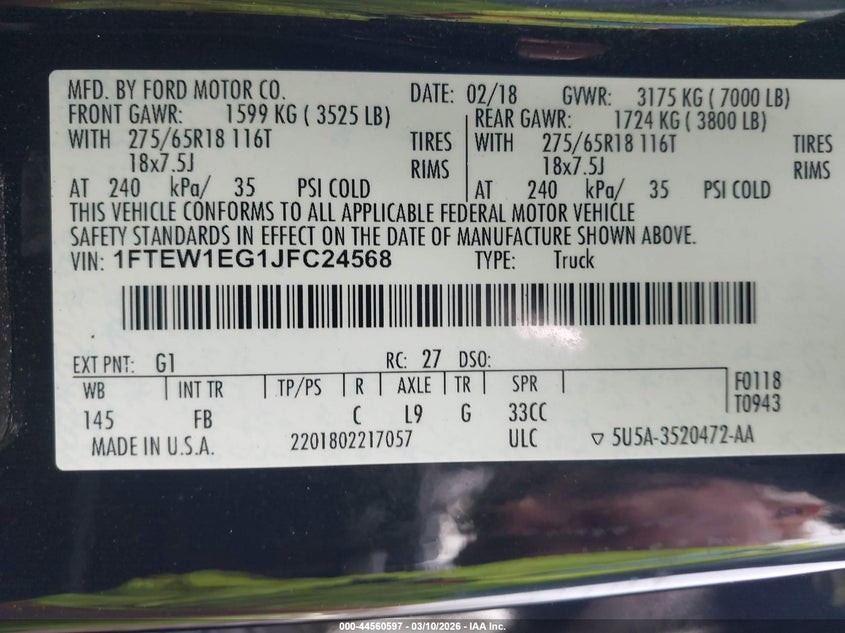 MFD. BY FORD MOTOR CO. DATE: 02/18 GVWR: 3175 KG ( 7000 LB)
FRONT GAWR: 1599 KG ( 3525 LB) REAR GAWR: 1724 KG ( 3800 LB)
WITH 275/65R18 116T TIRES WITH 275/65R18 116T TIRES
18x7.5J RIMS 18x7.5J RIMS
AT 240 kPa/ 35 PSI COLD AT 240 kPa/ 35 PSI COLD
THIS VEHICLE CONFORMS TO ALL APPLICABLE FEDERAL MOTOR VEHICLE
SAFETY STANDARDS IN EFFECT ON THE DATE OF MANUFACTURE SHOWN ABOVE.
VIN: 1FTEW1EG1JFC24568 TYPE: Truck
EXT PNT: G1 RC: 27 DSO:
WB INT TR TP/PS R AXLE TR SPR F0118
145 FB C L9 G 33CC T0943
MADE IN U.S.A. 2201802217057 ULC ▽ 5U5A-3520472-AA
000-44560597 — 03/10/2026 — IAA Inc.